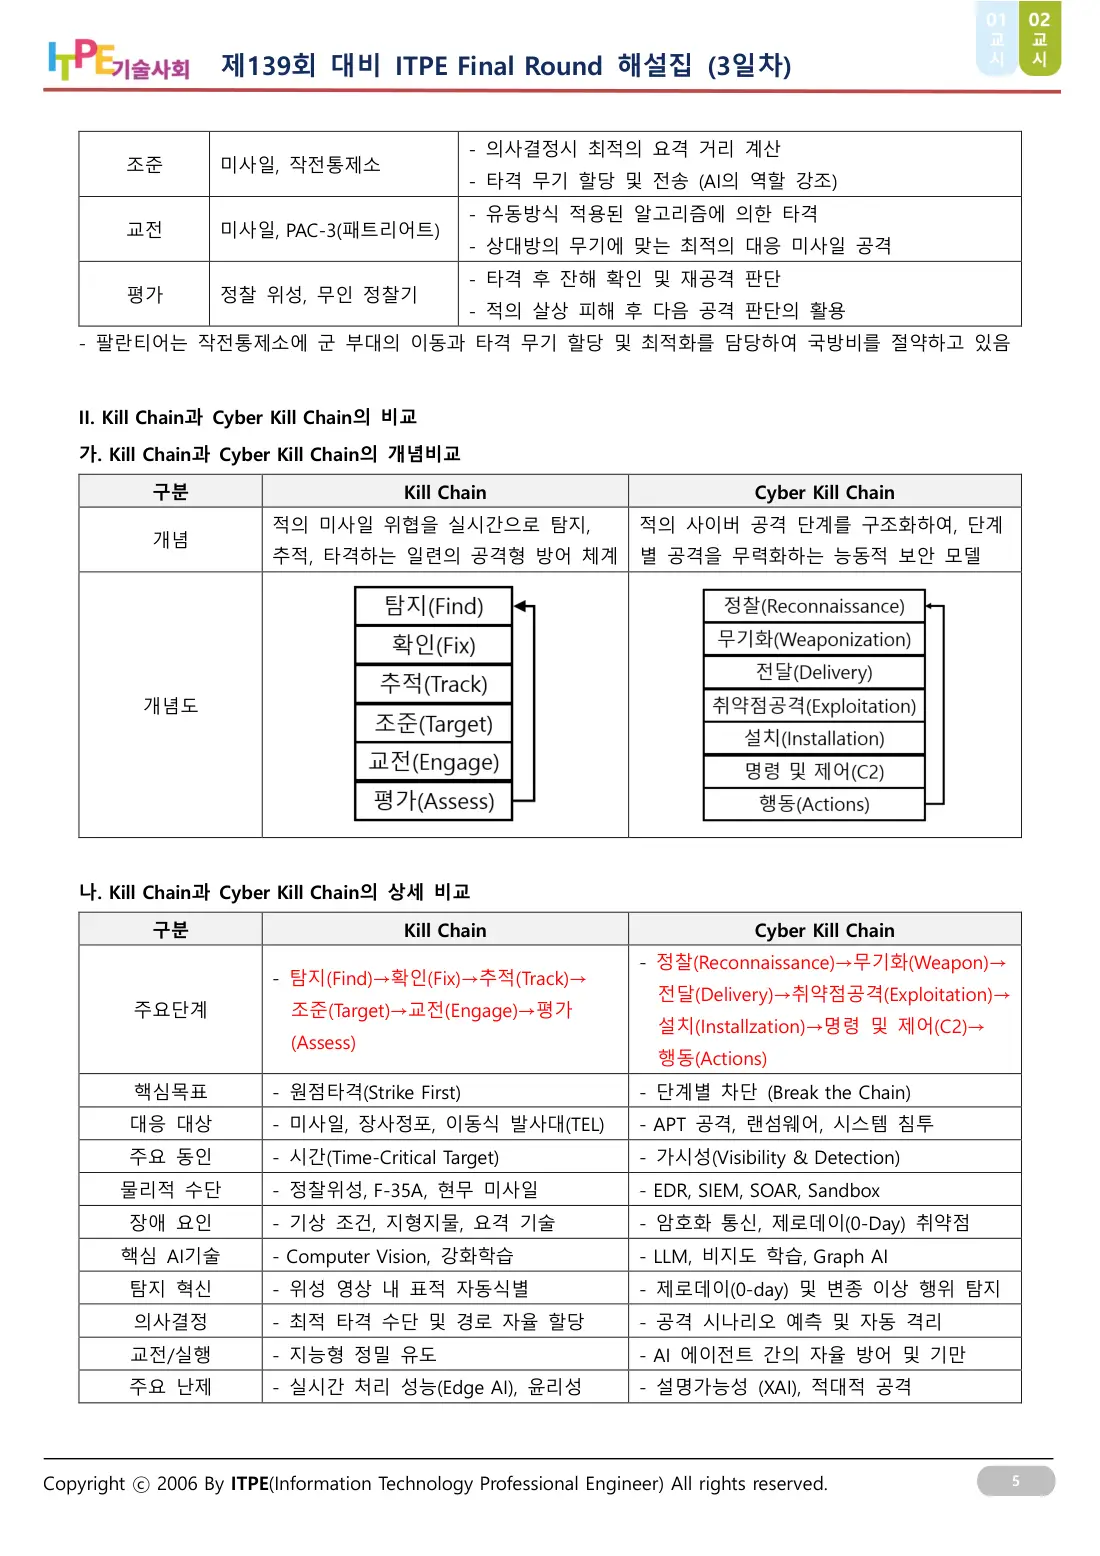 ITPE기술사회
제139회 대비 ITPE Final Round 해설집 (3일차)
01
교
시
02
교
시
조준
미사일, 작전통제소
- 의사결정시 최적의 요격 거리 계산
- 타격 무기 할당 및 전송 (AI의 역할 강조)
교전
미사일, PAC-3(패트리어트)
- 유동방식 적용된 알고리즘에 의한 타격
- 상대방의 무기에 맞는 최적의 대응 미사일 공격
평가
정찰 위성, 무인 정찰기
- 타격 후 잔해 확인 및 재공격 판단
- 적의 살상 피해 후 다음 공격 판단의 활용
- 팔란티어는 작전통제소에 군 부대의 이동과 타격 무기 할당 및 최적화를 담당하여 국방비를 절약하고 있음
II. Kill Chain과 Cyber Kill Chain의 비교
가. Kill Chain과 Cyber Kill Chain의 개념비교
구분
Kill Chain
Cyber Kill Chain
개념
적의 미사일 위협을 실시간으로 탐지,
추적, 타격하는 일련의 공격형 방어 체계
적의 사이버 공격 단계를 구조화하여, 단계
별 공격을 무력화하는 능동적 보안 모델
개념도
탐지(Find)
확인(Fix)
추적(Track)
조준(Target)
교전(Engage)
평가(Assess)
정찰(Reconnaissance)
무기화(Weaponization)
전달(Delivery)
취약점공격(Exploitation)
설치(Installation)
명령 및 제어(C2)
행동(Actions)
나. Kill Chain과 Cyber Kill Chain의 상세 비교
구분
Kill Chain
Cyber Kill Chain
주요단계
- 탐지(Find)→확인(Fix)→추적(Track)→
조준(Target)→교전(Engage)→평가
(Assess)
- 정찰(Reconnaissance)→무기화(Weapon)→
전달(Delivery)→취약점공격(Exploitation)→
설치(Installzation)→명령 및 제어(C2)→
행동(Actions)
핵심목표
- 원점타격(Strike First)
- 단계별 차단 (Break the Chain)
대응 대상
- 미사일, 장사정포, 이동식 발사대(TEL)
- APT 공격, 랜섬웨어, 시스템 침투
주요 동인
- 시간(Time-Critical Target)
- 가시성(Visibility & Detection)
물리적 수단
- 정찰위성, F-35A, 현무 미사일
- EDR, SIEM, SOAR, Sandbox
장애 요인
- 기상 조건, 지형지물, 요격 기술
- 암호화 통신, 제로데이(0-Day) 취약점
핵심 AI기술
- Computer Vision, 강화학습
- LLM, 비지도 학습, Graph AI
탐지 혁신
- 위성 영상 내 표적 자동식별
- 제로데이(0-day) 및 변종 이상 행위 탐지
의사결정
- 최적 타격 수단 및 경로 자율 할당
- 공격 시나리오 예측 및 자동 격리
교전/실행
- 지능형 정밀 유도
- AI 에이전트 간의 자율 방어 및 기만
주요 난제
- 실시간 처리 성능(Edge AI), 윤리성
- 설명가능성 (XAI), 적대적 공격
Copyright ⓒ 2006 By ITPE(Information Technology Professional Engineer) All rights reserved.
5